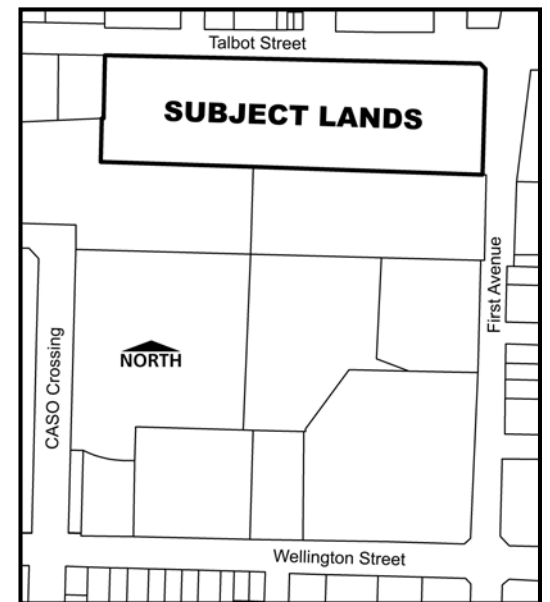 Talbot Street
SUBJECT LANDS
First Avenue
CASO Crossing
NORTH
Wellington Street